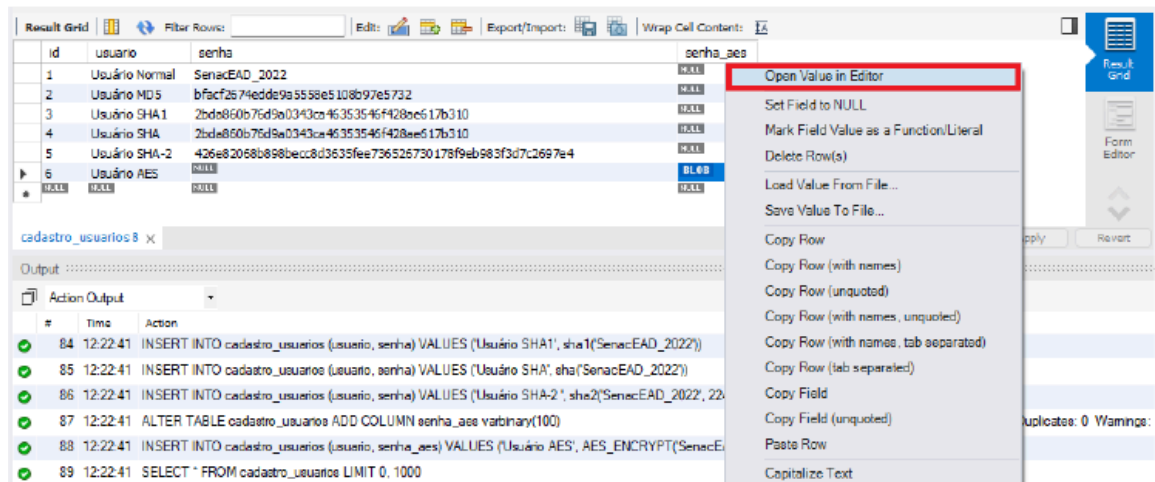 Result Grid Filter Rows: Edit: Export/Import: Wrap Cell Content:
id usuario senha senha_aes
1 Usuário Normal SenacEAD_2022 NULL
2 Usuário MD5 bfacf2674edde9a5558e5108b97e5732 NULL
3 Usuário SHA1 2bda860b76d9a0343ca46353546f428ae617b310 NULL
4 Usuário SHA 2bda860b76d9a0343ca46353546f428ae617b310 NULL
5 Usuário SHA-2 426e82068b898becc8d3635fee736526730178f9eb983f3d7c2697e4 NULL
6 Usuário AES NULL BLOB
NULL NULL NULL NULL
Result Grid
Form Editor
Open Value in Editor
Set Field to NULL
Mark Field Value as a Function/Literal
Delete Row(s)
Load Value From File...
Save Value To File...
Copy Row
Copy Row (with names)
Copy Row (unquoted)
Copy Row (with names, unquoted)
Copy Row (with names, tab separated)
Copy Row (tab separated)
Copy Field
Copy Field (unquoted)
Paste Row
Capitalize Text
cadastro_usuarios 8 pply Revert
Output
Action Output
# Time Action
84 12:22:41 INSERT INTO cadastro_usuarios (usuario, senha) VALUES ('Usuário SHA1', sha1('SenacEAD_2022'))
85 12:22:41 INSERT INTO cadastro_usuarios (usuario, senha) VALUES ('Usuário SHA', sha('SenacEAD_2022'))
86 12:22:41 INSERT INTO cadastro_usuarios (usuario, senha) VALUES ('Usuário SHA-2 ', sha2('SenacEAD_2022', 224
87 12:22:41 ALTER TABLE cadastro_usuarios ADD COLUMN senha_aes varbinary(100) uplicates: 0 Warnings:
88 12:22:41 INSERT INTO cadastro_usuarios (usuario, senha_aes) VALUES ('Usuário AES', AES_ENCRYPT('SenacE
89 12:22:41 SELECT * FROM cadastro_usuarios LIMIT 0, 1000